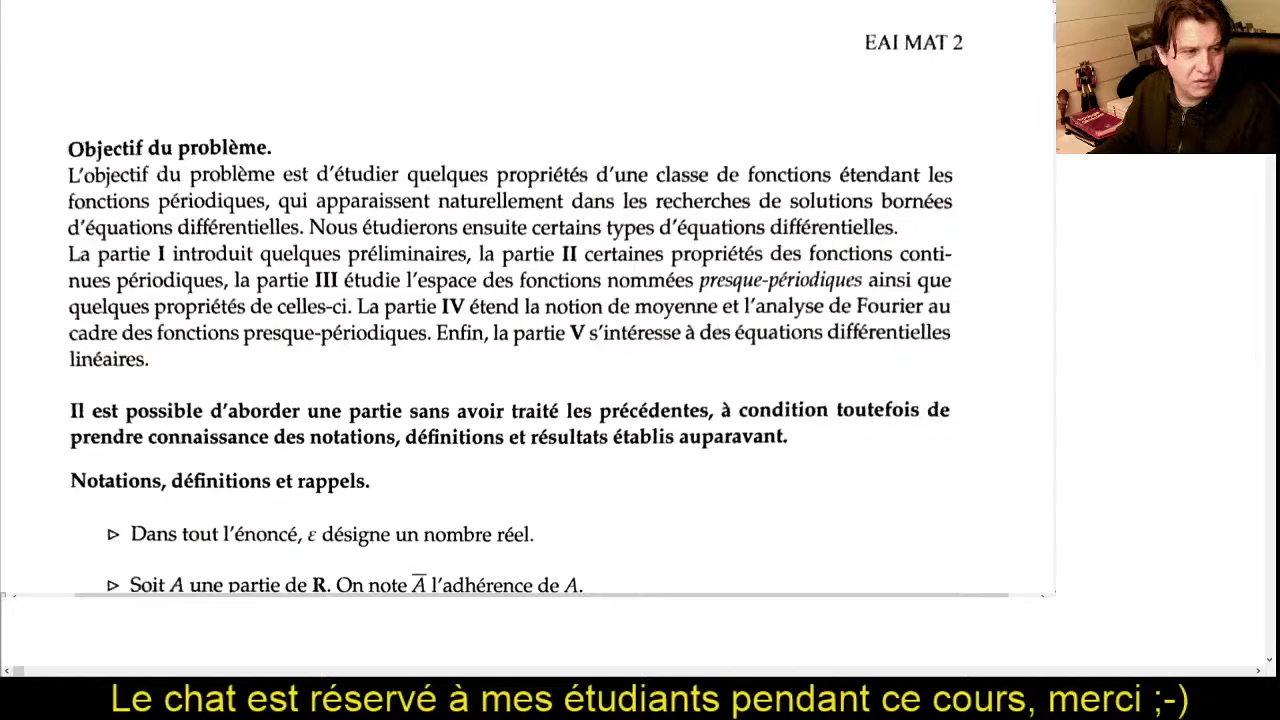 EAI MAT 2
Objectif du problème.
L'objectif du problème est d'étudier quelques propriétés d'une classe de fonctions étendant les
fonctions périodiques, qui apparaissent naturellement dans les recherches de solutions bornées
d'équations différentielles. Nous étudierons ensuite certains types d'équations différentielles.
La partie I introduit quelques préliminaires, la partie II certaines propriétés des fonctions conti-
nues périodiques, la partie III étudie l'espace des fonctions nommées presque-périodiques ainsi que
quelques propriétés de celles-ci. La partie IV étend la notion de moyenne et l'analyse de Fourier au
cadre des fonctions presque-périodiques. Enfin, la partie V s'intéresse à des équations différentielles
linéaires.
Il est possible d'aborder une partie sans avoir traité les précédentes, à condition toutefois de
prendre connaissance des notations, définitions et résultats établis auparavant.
Notations, définitions et rappels.
▷ Dans tout l'énoncé, ε désigne un nombre réel.
▷ Soit A une partie de R. On note A̅ l'adhérence de A.
Le chat est réservé à mes étudiants pendant ce cours, merci ;-)